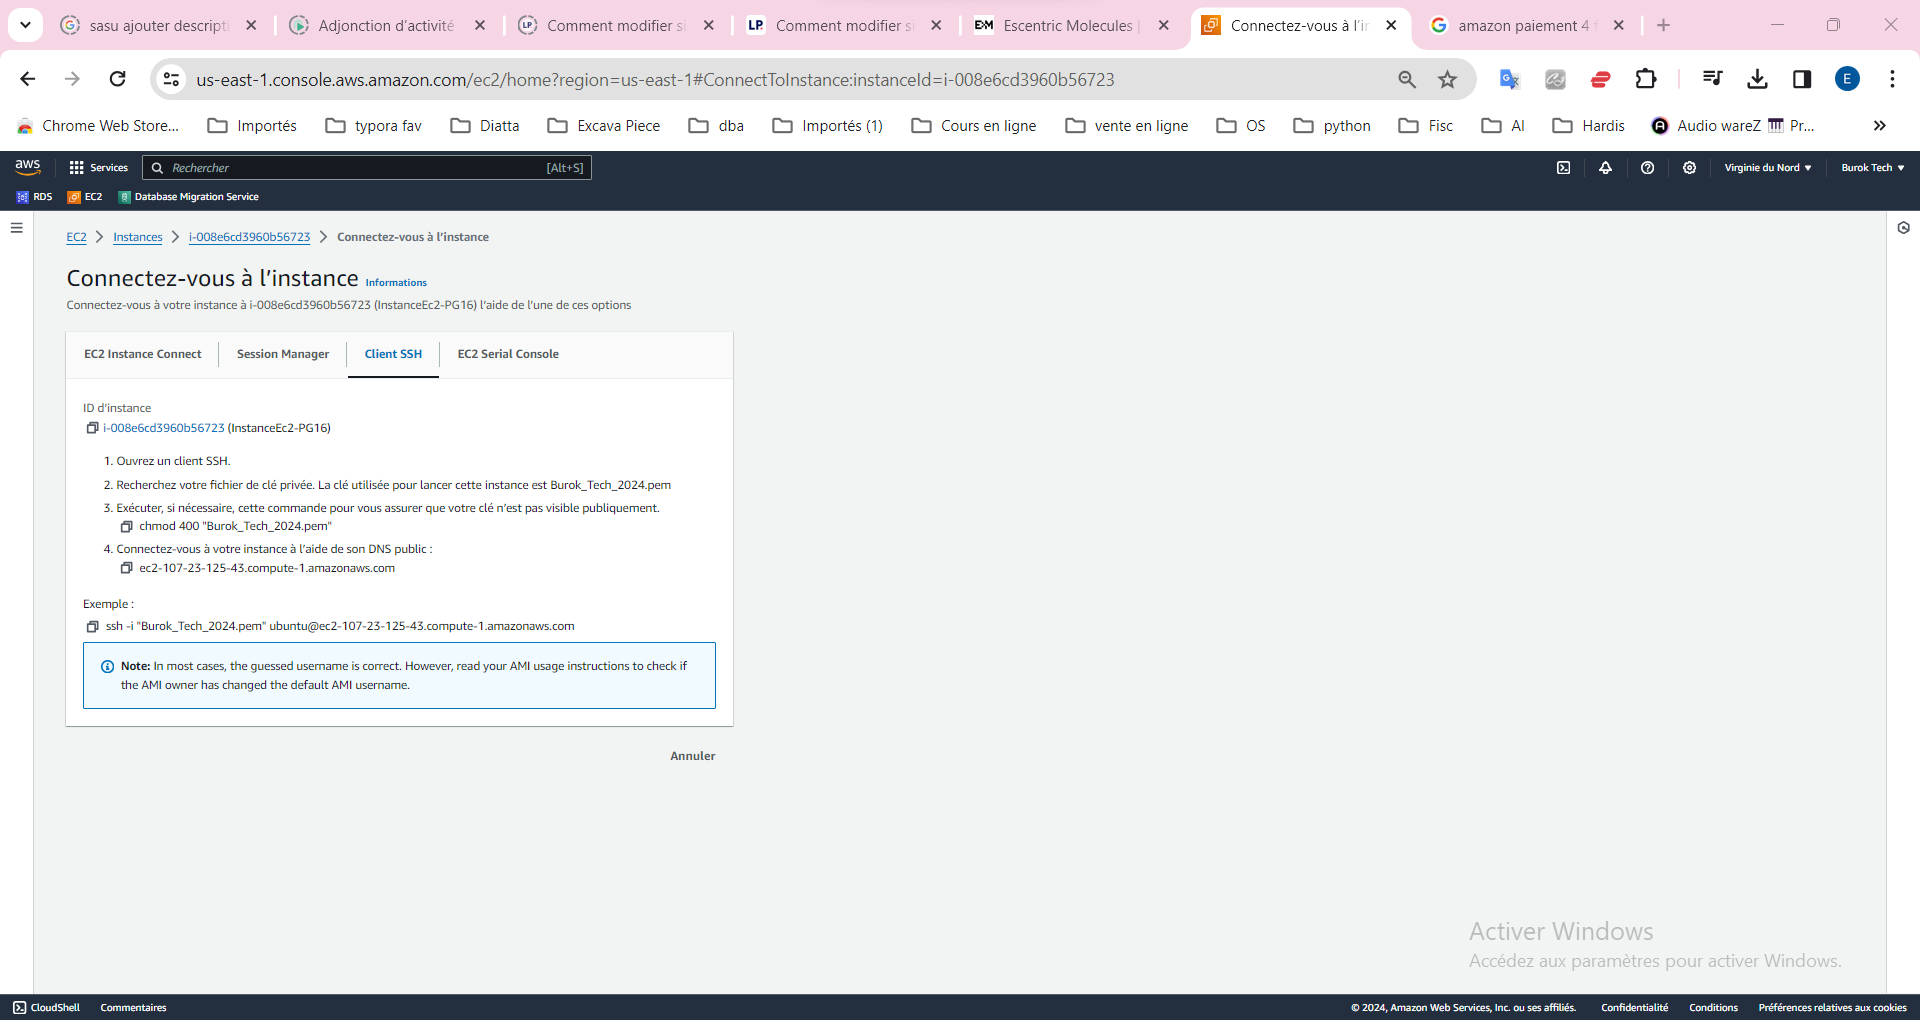 sasu ajouter descripti
Adjonction d'activité
Comment modifier si
Comment modifier si
Escentric Molecules |
Connectez-vous à l'in
amazon paiement 4 f
us-east-1.console.aws.amazon.com/ec2/home?region=us-east-1#ConnectToInstance:instanceId=i-008e6cd3960b56723
E
Chrome Web Store...
Importés
typora fav
Diatta
Excava Piece
dba
Importés (1)
Cours en ligne
vente en ligne
OS
python
Fisc
AI
Hardis
Audio wareZ
Pr...
aws
Services
Rechercher
[Alt+S]
Virginie du Nord
Burok Tech
RDS
EC2
Database Migration Service
EC2
Instances
i-008e6cd3960b56723
Connectez-vous à l'instance
Connectez-vous à l'instance Informations
Connectez-vous à votre instance à i-008e6cd3960b56723 (InstanceEc2-PG16) l'aide de l'une de ces options
EC2 Instance Connect
Session Manager
Client SSH
EC2 Serial Console
ID d'instance
i-008e6cd3960b56723 (InstanceEc2-PG16)
1. Ouvrez un client SSH.
2. Recherchez votre fichier de clé privée. La clé utilisée pour lancer cette instance est Burok_Tech_2024.pem
3. Exécuter, si nécessaire, cette commande pour vous assurer que votre clé n'est pas visible publiquement.
chmod 400 "Burok_Tech_2024.pem"
4. Connectez-vous à votre instance à l'aide de son DNS public :
ec2-107-23-125-43.compute-1.amazonaws.com
Exemple :
ssh -i "Burok_Tech_2024.pem" ubuntu@ec2-107-23-125-43.compute-1.amazonaws.com
Note: In most cases, the guessed username is correct. However, read your AMI usage instructions to check if
the AMI owner has changed the default AMI username.
Annuler
Activer Windows
Accédez aux paramètres pour activer Windows.
CloudShell
Commentaires
© 2024, Amazon Web Services, Inc. ou ses affiliés.
Confidentialité
Conditions
Préférences relatives aux cookies